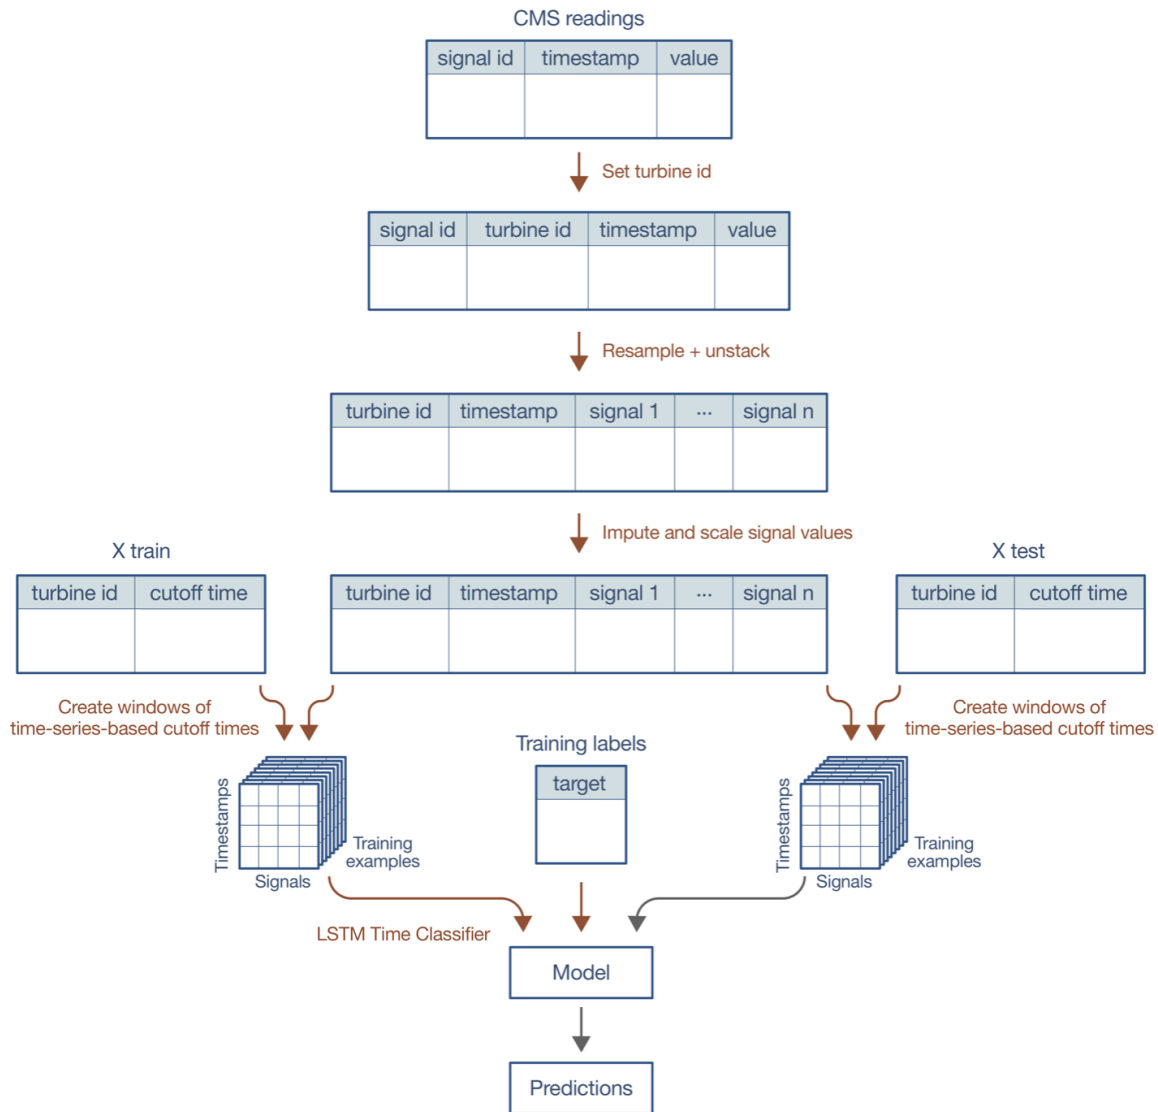 CMS readings
signal id timestamp value
Set turbine id
signal id turbine id timestamp value
Resample + unstack
turbine id timestamp signal 1 ... signal n
Impute and scale signal values
X train
X test
turbine id cutoff time
turbine id timestamp signal 1 ... signal n
turbine id cutoff time
Create windows of
time-series-based cutoff times
Create windows of
time-series-based cutoff times
Training labels
target
Timestamps
Training
examples
Signals
Timestamps
Training
examples
Signals
LSTM Time Classifier
Model
Predictions